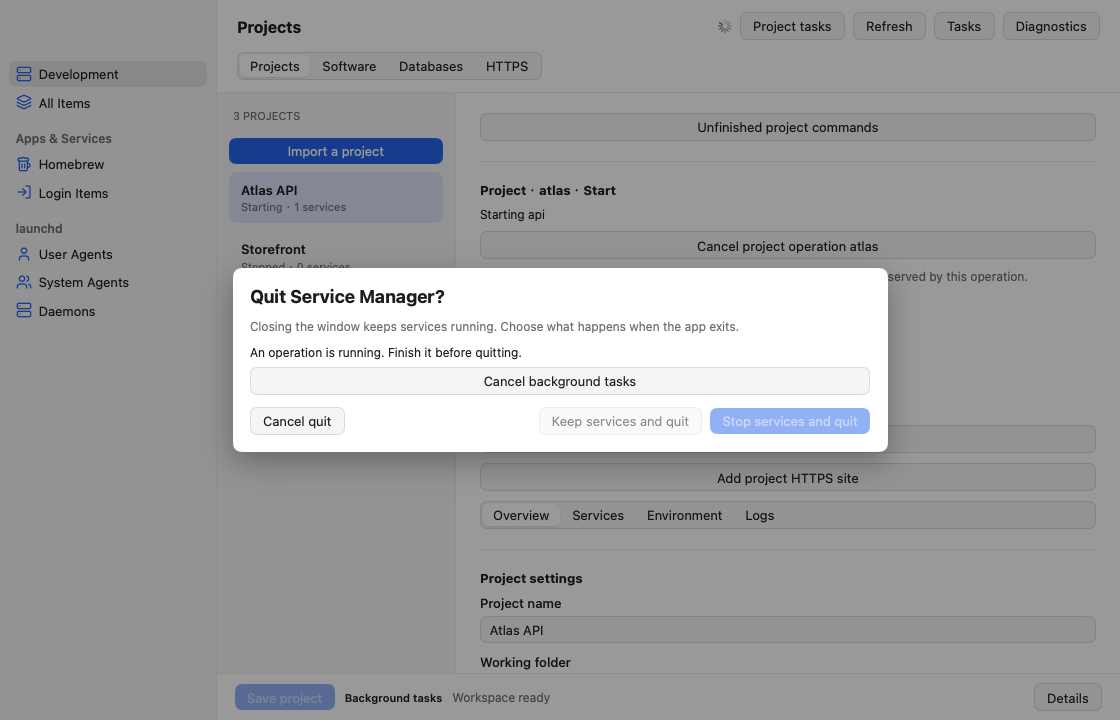 Projects
Project tasks
Refresh
Tasks
Diagnostics
Projects
Software
Databases
HTTPS
Development
All Items
Apps & Services
Homebrew
Login Items
launchd
User Agents
System Agents
Daemons
3 PROJECTS
Import a project
Atlas API
Starting · 1 services
Storefront
Stopped · 0 services
Unfinished project commands
Project · atlas · Start
Starting api
Cancel project operation atlas
served by this operation.
Quit Service Manager?
Closing the window keeps services running. Choose what happens when the app exits.
An operation is running. Finish it before quitting.
Cancel background tasks
Cancel quit
Keep services and quit
Stop services and quit
Add project HTTPS site
Overview
Services
Environment
Logs
Project settings
Project name
Atlas API
Working folder
Save project
Background tasks
Workspace ready
Details